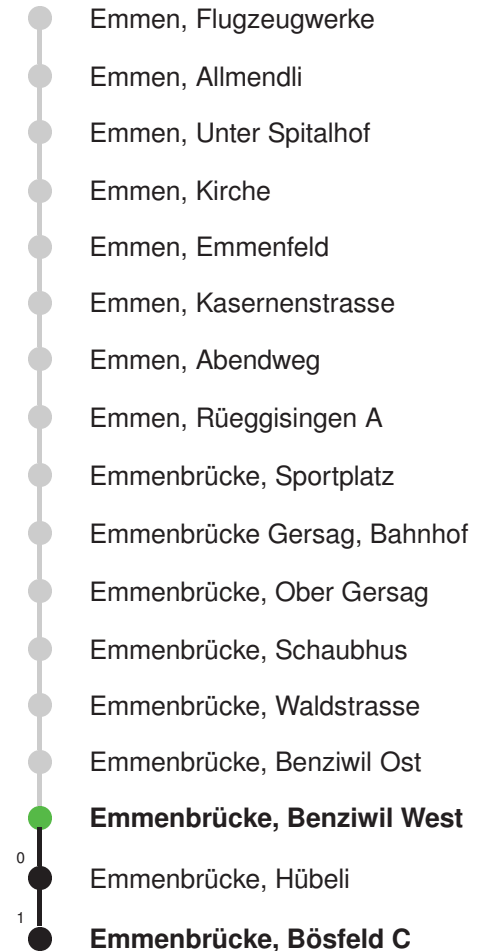 Emmen, Flugzeugwerke
Emmen, Allmendli
Emmen, Unter Spitalhof
Emmen, Kirche
Emmen, Emmenfeld
Emmen, Kasernenstrasse
Emmen, Abendweg
Emmen, Rüeggisingen A
Emmenbrücke, Sportplatz
Emmenbrücke Gersag, Bahnhof
Emmenbrücke, Ober Gersag
Emmenbrücke, Schaubhus
Emmenbrücke, Waldstrasse
Emmenbrücke, Benziwil Ost
Emmenbrücke, Benziwil West
0
Emmenbrücke, Hübeli
1
Emmenbrücke, Bösfeld C